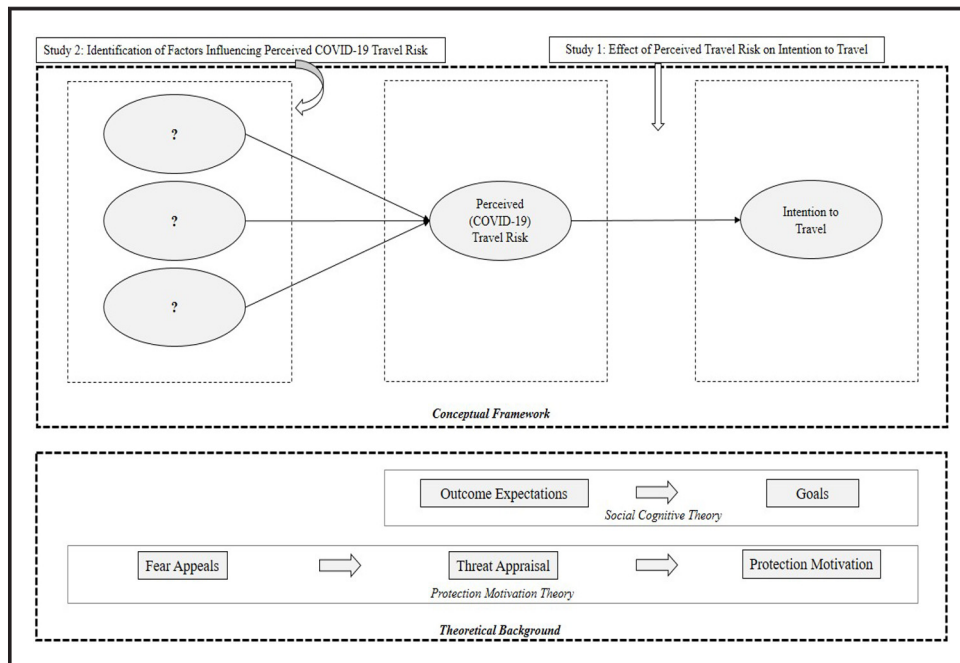 Study 2: Identification of Factors Influencing Perceived COVID-19 Travel Risk
Study 1: Effect of Perceived Travel Risk on Intention to Travel
?
?
?
Perceived
(COVID-19)
Travel Risk
Intention to
Travel
Conceptual Framework
Outcome Expectations
Goals
Social Cognitive Theory
Fear Appeals
Threat Appraisal
Protection Motivation
Protection Motivation Theory
Theoretical Background